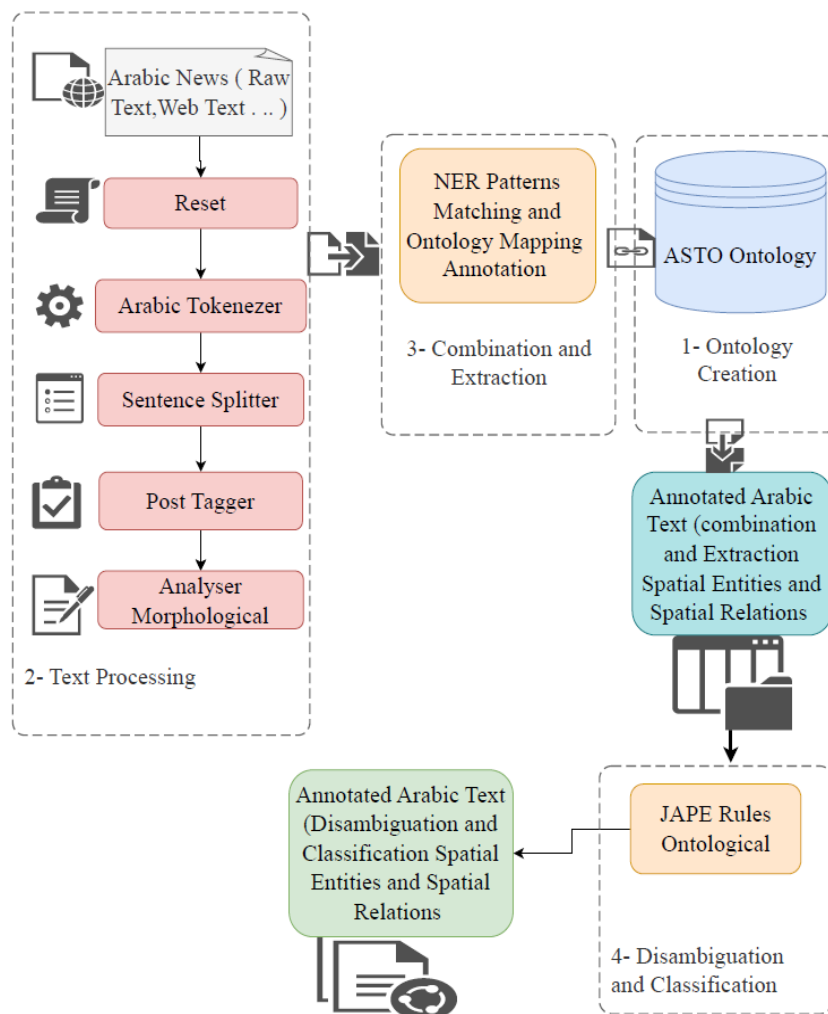 Arabic News ( Raw
Text,Web Text . .. )
Reset
Arabic Tokenezer
Sentence Splitter
Post Tagger
Analyser
Morphological
2- Text Processing
NER Patterns
Matching and
Ontology Mapping
Annotation
3- Combination and
Extraction
ASTO Ontology
1- Ontology
Creation
Annotated Arabic
Text (combination
and Extraction
Spatial Entities and
Spatial Relations
JAPE Rules
Ontological
4- Disambiguation
and Classification
Annotated Arabic Text
(Disambiguation and
Classification Spatial
Entities and Spatial
Relations